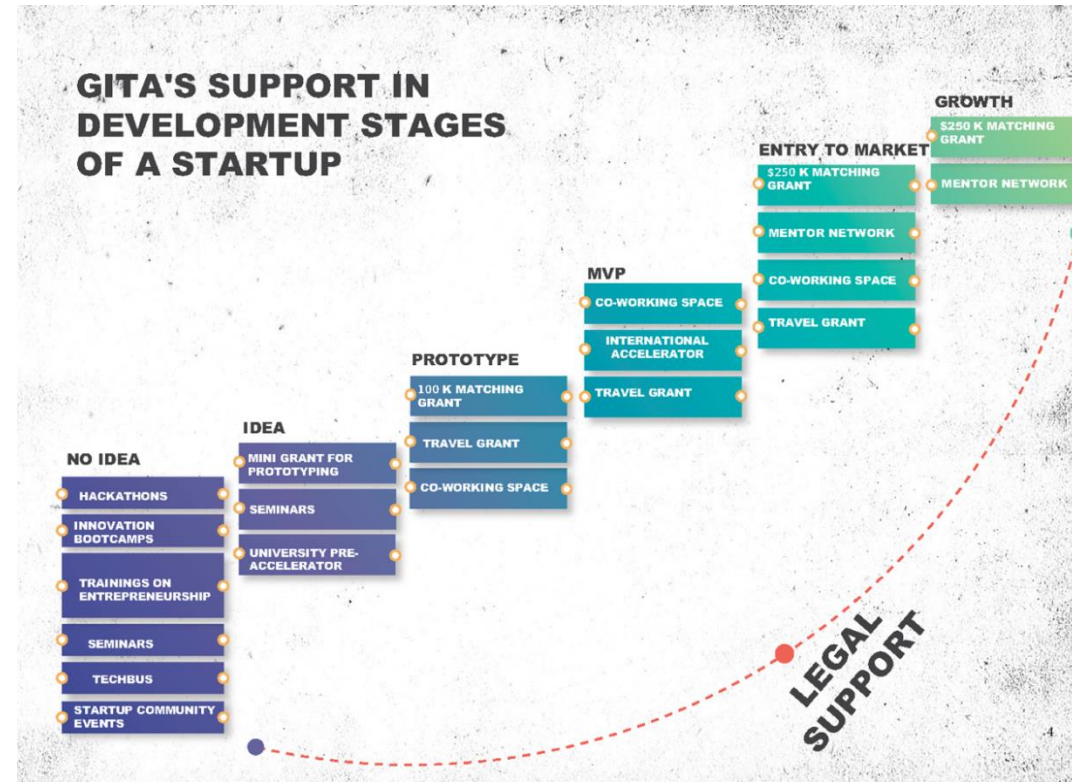 GITA'S SUPPORT IN
DEVELOPMENT STAGES
OF A STARTUP
NO IDEA
HACKATHONS
INNOVATION
BOOTCAMPS
TRAININGS ON
ENTREPRENEURSHIP
SEMINARS
TECHBUS
STARTUP COMMUNITY
EVENTS
IDEA
MINI GRANT FOR
PROTOTYPING
SEMINARS
UNIVERSITY PRE-
ACCELERATOR
PROTOTYPE
100 K MATCHING
GRANT
TRAVEL GRANT
CO-WORKING SPACE
MVP
CO-WORKING SPACE
INTERNATIONAL
ACCELERATOR
TRAVEL GRANT
ENTRY TO MARKET
$250 K MATCHING
GRANT
MENTOR NETWORK
CO-WORKING SPACE
TRAVEL GRANT
GROWTH
$250 K MATCHING
GRANT
MENTOR NETWORK
LEGAL
SUPPORT
4